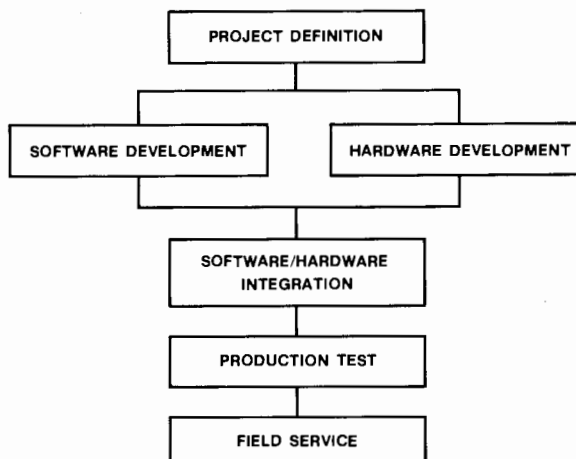 PROJECT DEFINITION
SOFTWARE DEVELOPMENT
HARDWARE DEVELOPMENT
SOFTWARE/HARDWARE
INTEGRATION
PRODUCTION TEST
FIELD SERVICE